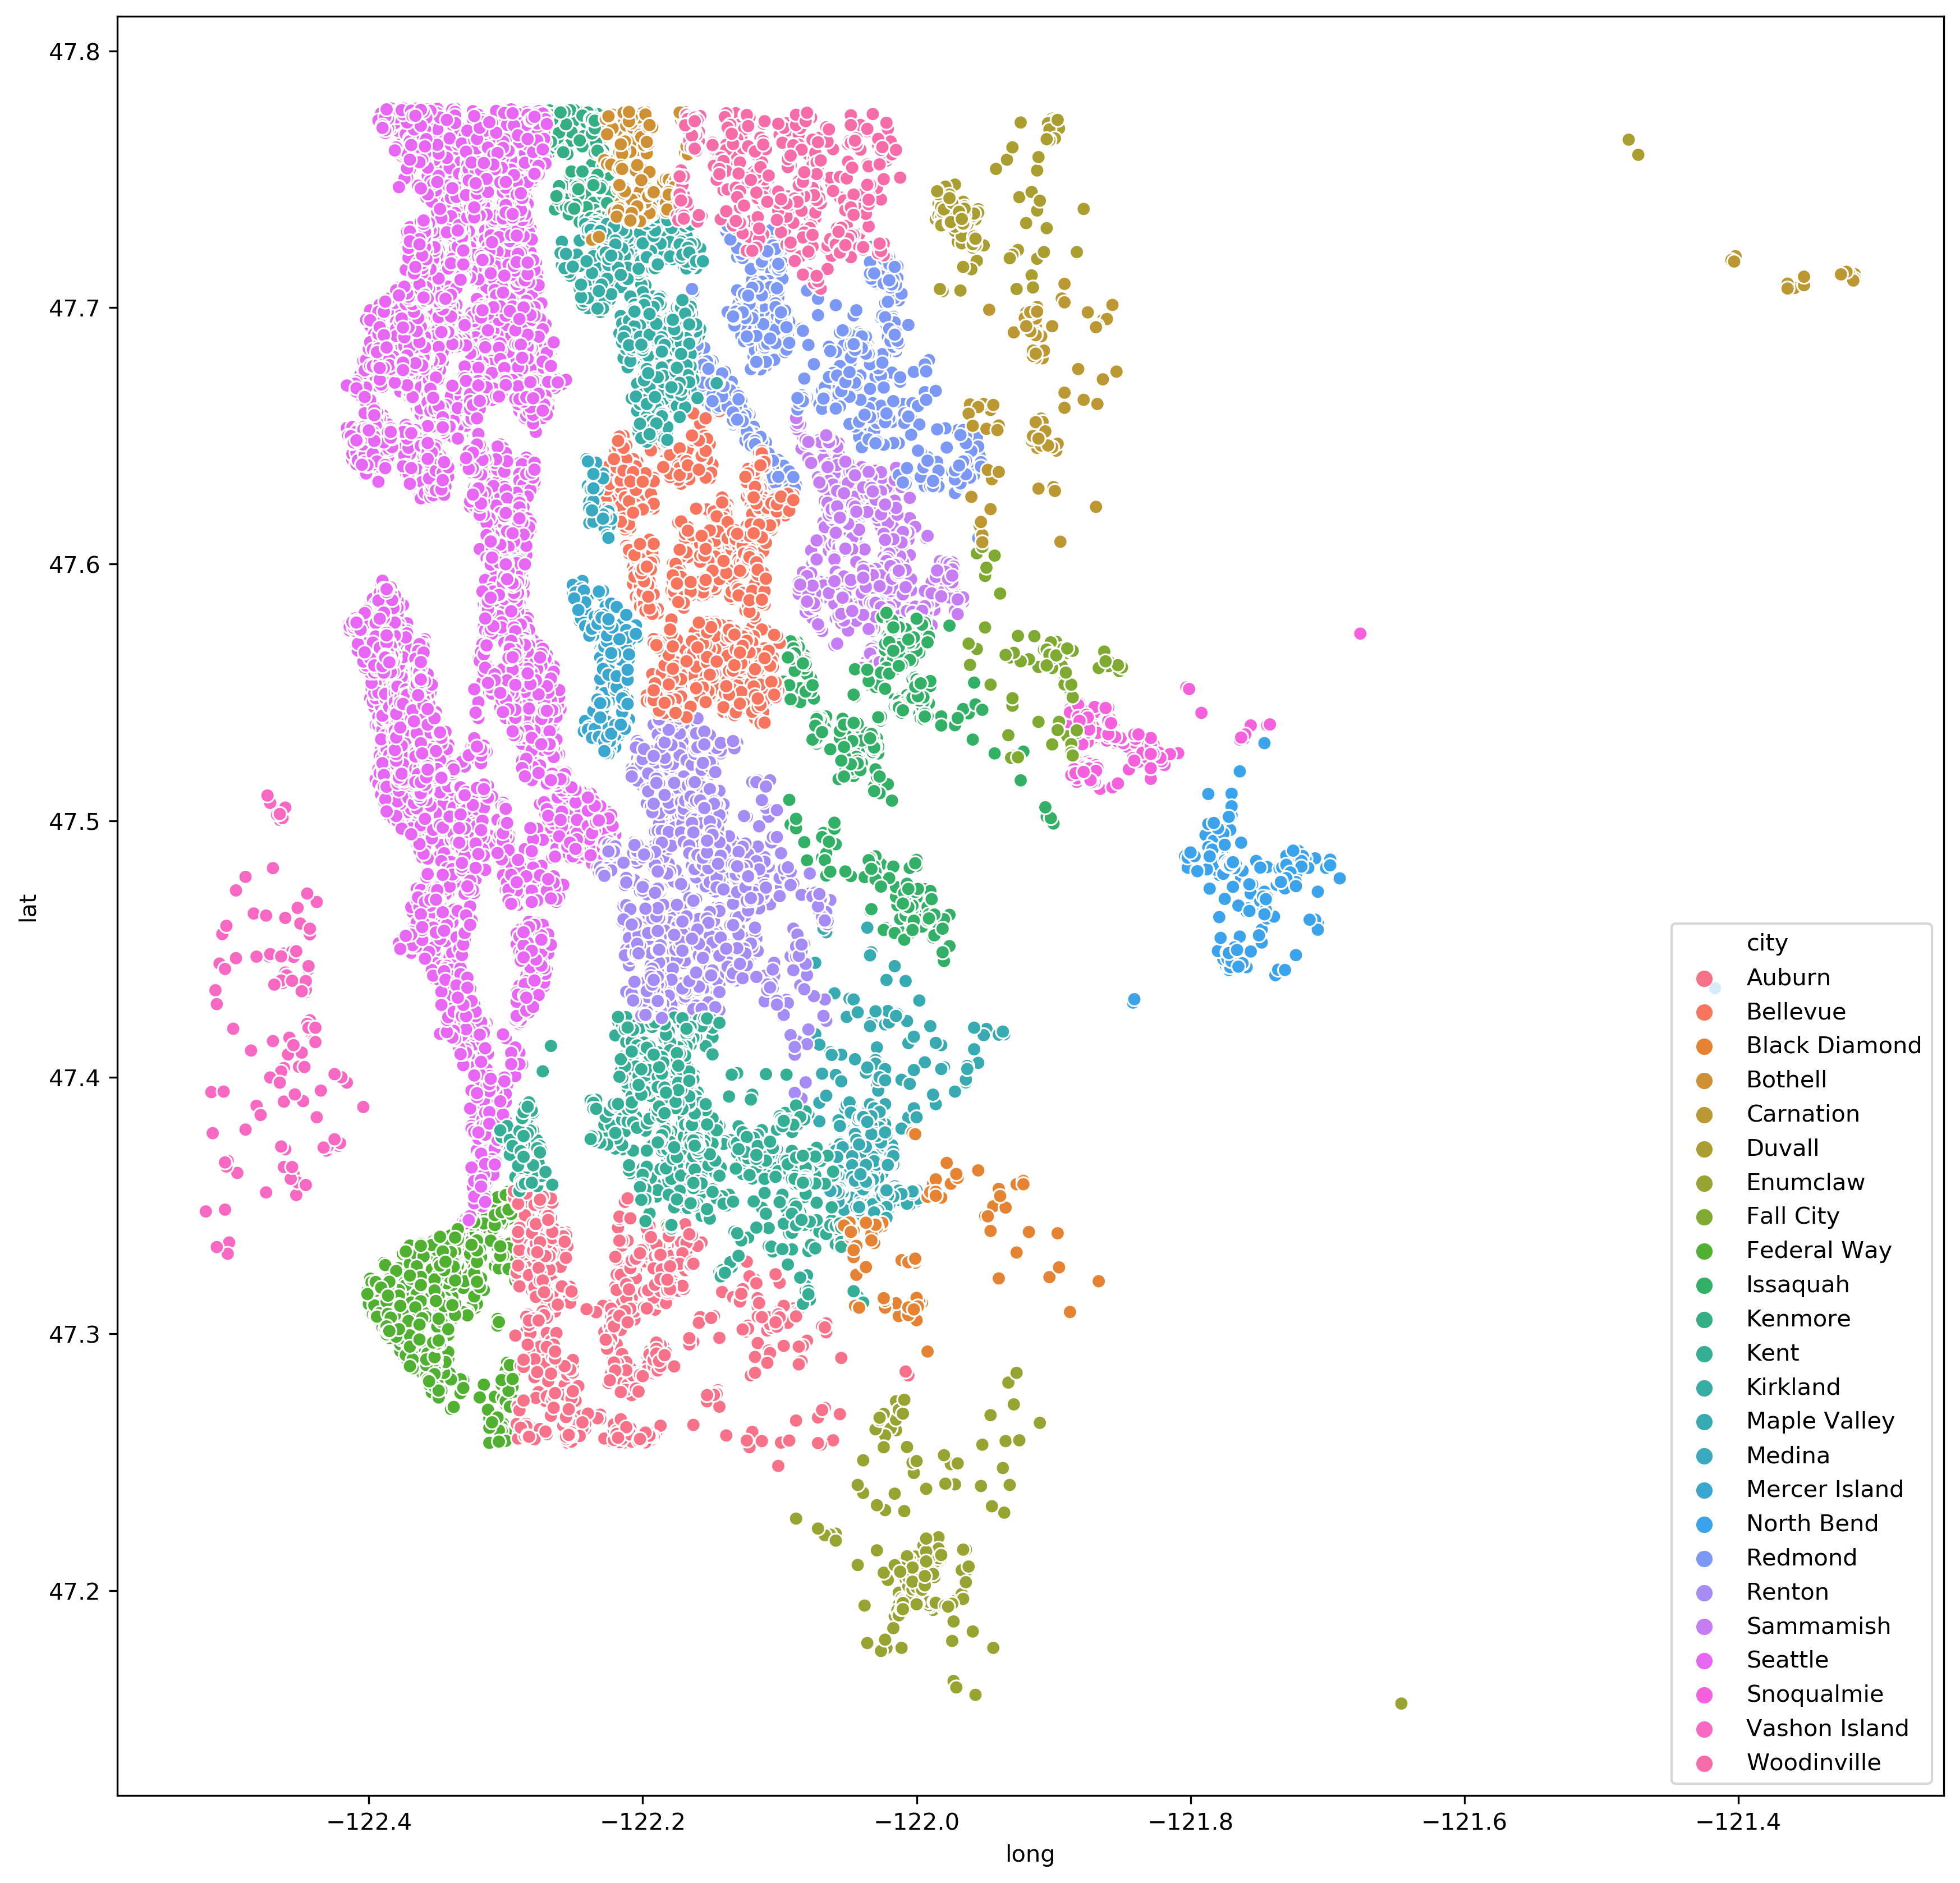 47.8
47.7
47.6
47.5
47.4
47.3
47.2
lat
−122.4
−122.2
−122.0
−121.8
−121.6
−121.4
long
city
Auburn
Bellevue
Black Diamond
Bothell
Carnation
Duvall
Enumclaw
Fall City
Federal Way
Issaquah
Kenmore
Kent
Kirkland
Maple Valley
Medina
Mercer Island
North Bend
Redmond
Renton
Sammamish
Seattle
Snoqualmie
Vashon Island
Woodinville